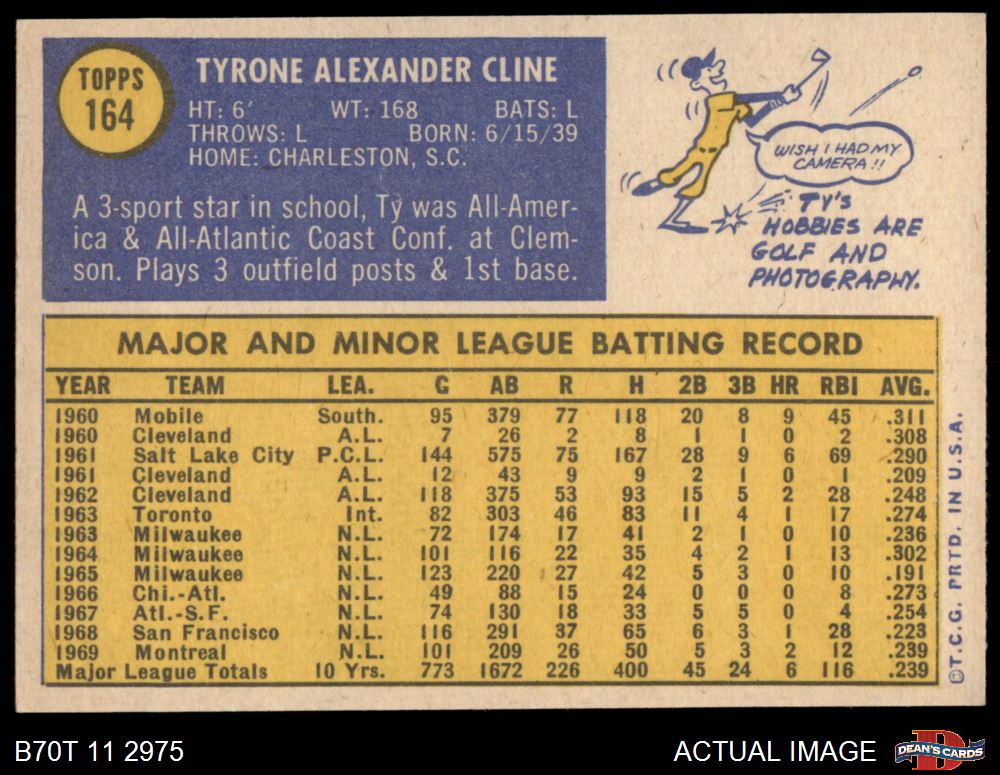 TOPPS
164
TYRONE ALEXANDER CLINE
HT: 6′ WT: 168 BATS: L
THROWS: L BORN: 6/15/39
HOME: CHARLESTON, S.C.
A 3-sport star in school, Ty was All-Amer-
ica & All-Atlantic Coast Conf. at Clem-
son. Plays 3 outfield posts & 1st base.
WISH I HAD MY
CAMERA!!
TY'S
HOBBIES ARE
GOLF AND
PHOTOGRAPHY.
MAJOR AND MINOR LEAGUE BATTING RECORD
YEAR TEAM LEA. G AB R H 2B 3B HR RBI AVG.
1960 Mobile South. 95 379 77 118 20 8 9 45 .311
1960 Cleveland A.L. 7 26 2 8 1 1 0 2 .308
1961 Salt Lake City P.C.L. 144 575 75 167 28 9 6 69 .290
1961 Cleveland A.L. 12 43 9 9 2 1 0 1 .209
1962 Cleveland A.L. 118 375 53 93 15 5 2 28 .248
1963 Toronto Int. 82 303 46 83 11 4 1 17 .274
1963 Milwaukee N.L. 72 174 17 41 2 1 0 10 .236
1964 Milwaukee N.L. 101 116 22 35 4 2 1 13 .302
1965 Milwaukee N.L. 123 220 27 42 5 3 0 10 .191
1966 Chi.-Atl. N.L. 49 88 15 24 0 0 0 8 .273
1967 Atl.-S.F. N.L. 74 130 18 33 5 5 0 4 .254
1968 San Francisco N.L. 116 291 37 65 6 3 1 28 .223
1969 Montreal N.L. 101 209 26 50 5 3 2 12 .239
Major League Totals 10 Yrs. 773 1672 226 400 45 24 6 116 .239
©T.C.G. PRTD. IN U.S.A.
B70T 11 2975
ACTUAL IMAGE
DEAN'S CARDS